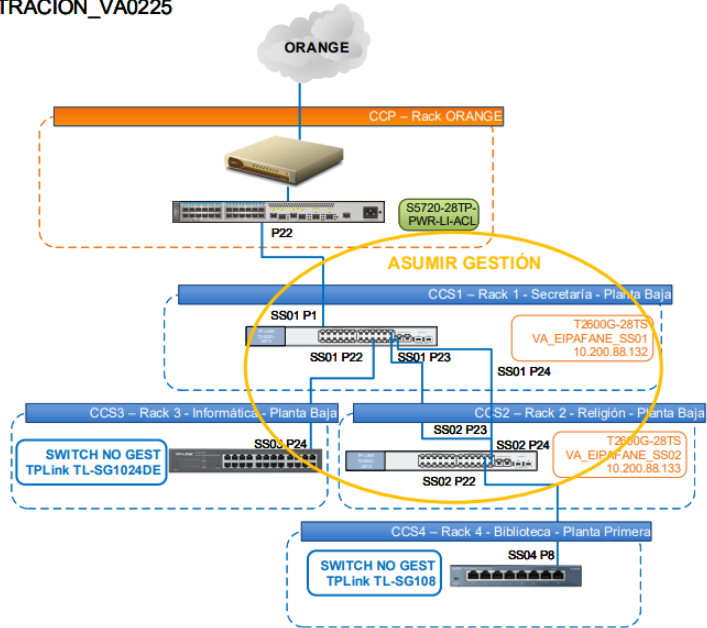 TRACION_VA0225
ORANGE
CCP – Rack ORANGE
S5720-28TP-
PWR-LI-ACL
P22
ASUMIR GESTIÓN
CCS1 – Rack 1 - Secretaría - Planta Baja
SS01 P1
T2600G-28TS
VA_EIPAFANE_SS01
10.200.88.132
SS01 P22
SS01 P23
SS01 P24
CCS3 – Rack 3 - Informática - Planta Baja
CCS2 – Rack 2 - Religión - Planta Baja
SS02 P23
SS03 P24
SS02 P24
SWITCH NO GEST
TPLink TL-SG1024DE
T2600G-28TS
VA_EIPAFANE_SS02
10.200.88.133
SS02 P22
CCS4 – Rack 4 - Biblioteca - Planta Primera
SS04 P8
SWITCH NO GEST
TPLink TL-SG108